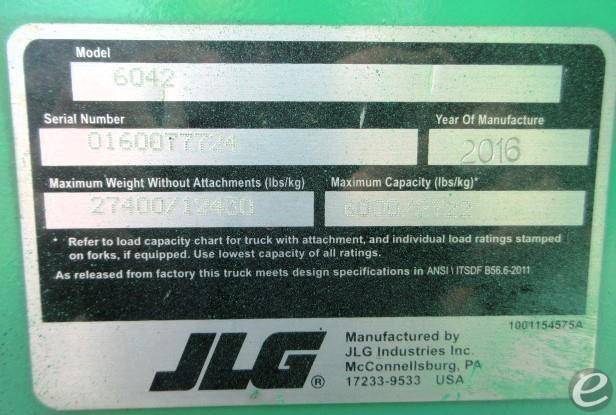 Model
6042
Serial Number
0160077724
Year Of Manufacture
2016
Maximum Weight Without Attachments (lbs/kg)
27400/12430
Maximum Capacity (lbs/kg)*
6000/2722
* Refer to load capacity chart for truck with attachment, and individual load ratings stamped
on forks, if equipped. Use lowest capacity of all ratings.
As released from factory this truck meets design specifications in ANSI \ ITSDF B56.6-2011
1001154575A
JLG®
Manufactured by
JLG Industries Inc.
McConnellsburg, PA
17233-9533 USA
e